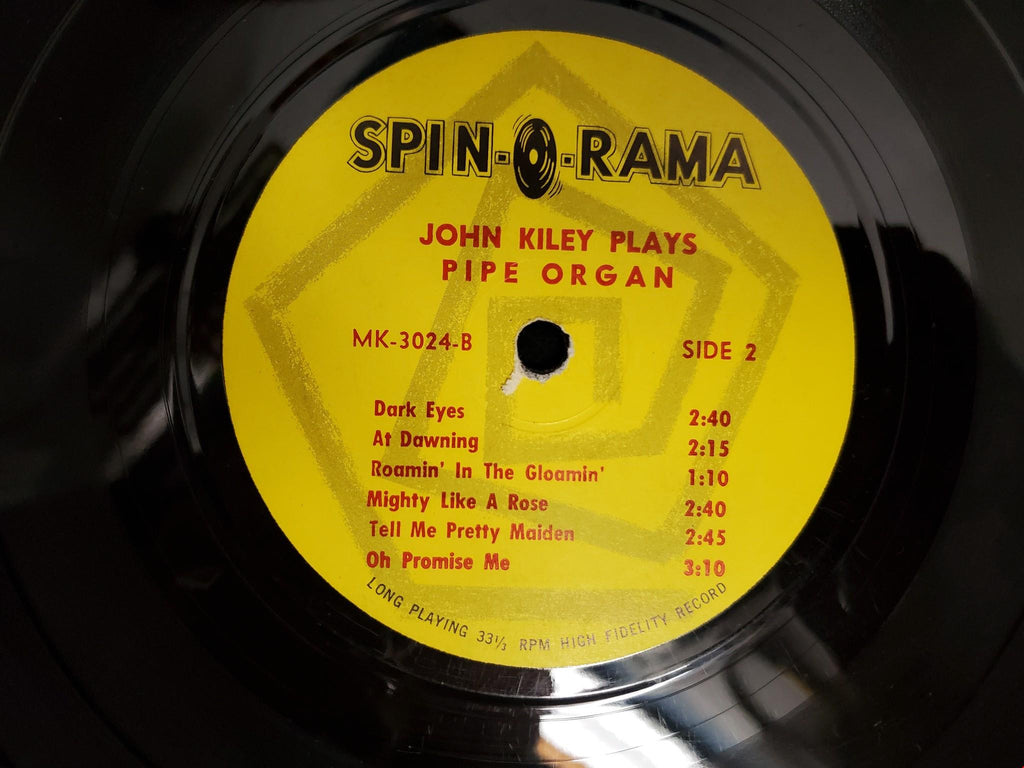 SPIN-O-RAMA
JOHN KILEY PLAYS
PIPE ORGAN
MK-3024-B
SIDE 2
Dark Eyes 2:40
At Dawning 2:15
Roamin' In The Gloamin' 1:10
Mighty Like A Rose 2:40
Tell Me Pretty Maiden 2:45
Oh Promise Me 3:10
LONG PLAYING 33⅓ RPM HIGH FIDELITY RECORD